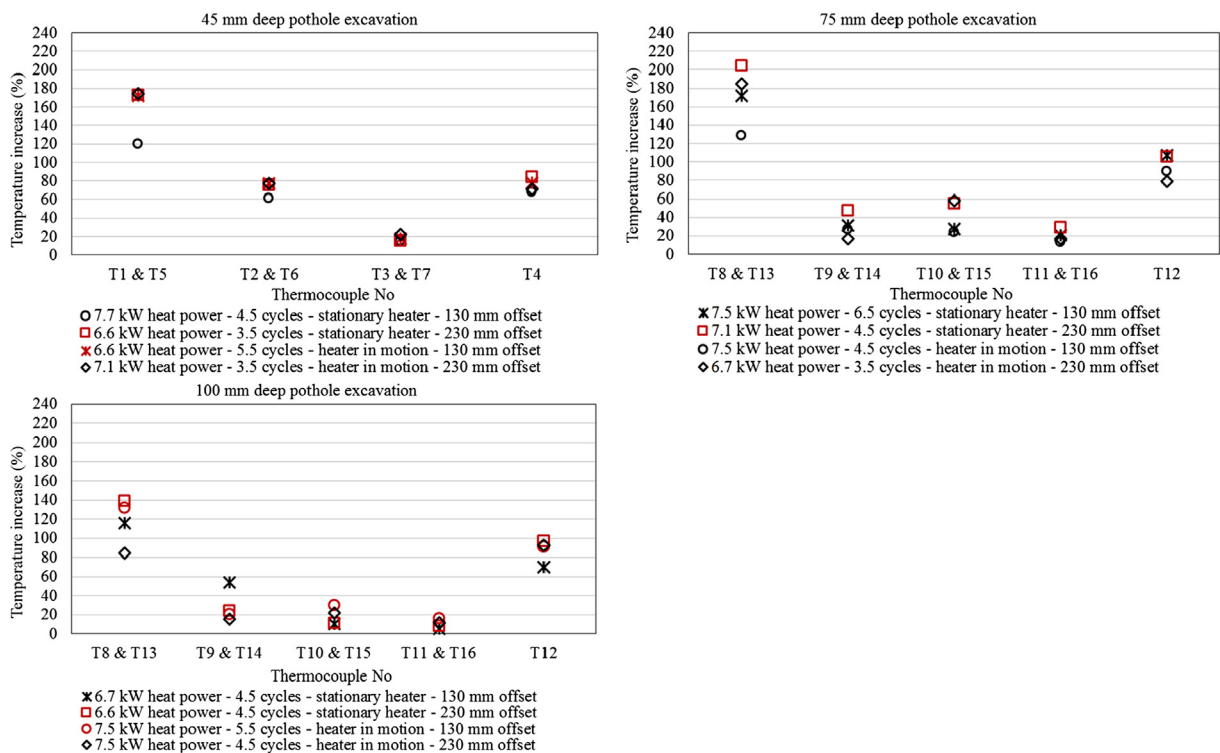 45 mm deep pothole excavation
240
220
200
180
160
140
120
100
80
60
40
20
0
Temperature increase (%)
T1 & T5 T2 & T6 T3 & T7 T4
Thermocouple No
7.7 kW heat power - 4.5 cycles - stationary heater - 130 mm offset
6.6 kW heat power - 3.5 cycles - stationary heater - 230 mm offset
6.6 kW heat power - 5.5 cycles - heater in motion - 130 mm offset
7.1 kW heat power - 3.5 cycles - heater in motion - 230 mm offset
75 mm deep pothole excavation
240
220
200
180
160
140
120
100
80
60
40
20
0
Temperature increase (%)
T8 & T13 T9 & T14 T10 & T15 T11 & T16 T12
Thermocouple No
7.5 kW heat power - 6.5 cycles - stationary heater - 130 mm offset
7.1 kW heat power - 4.5 cycles - stationary heater - 230 mm offset
7.5 kW heat power - 4.5 cycles - heater in motion - 130 mm offset
6.7 kW heat power - 3.5 cycles - heater in motion - 230 mm offset
100 mm deep pothole excavation
240
220
200
180
160
140
120
100
80
60
40
20
0
Temperature increase (%)
T8 & T13 T9 & T14 T10 & T15 T11 & T16 T12
Thermocouple No
6.7 kW heat power - 4.5 cycles - stationary heater - 130 mm offset
6.6 kW heat power - 4.5 cycles - stationary heater - 230 mm offset
7.5 kW heat power - 5.5 cycles - heater in motion - 130 mm offset
7.5 kW heat power - 4.5 cycles - heater in motion - 230 mm offset